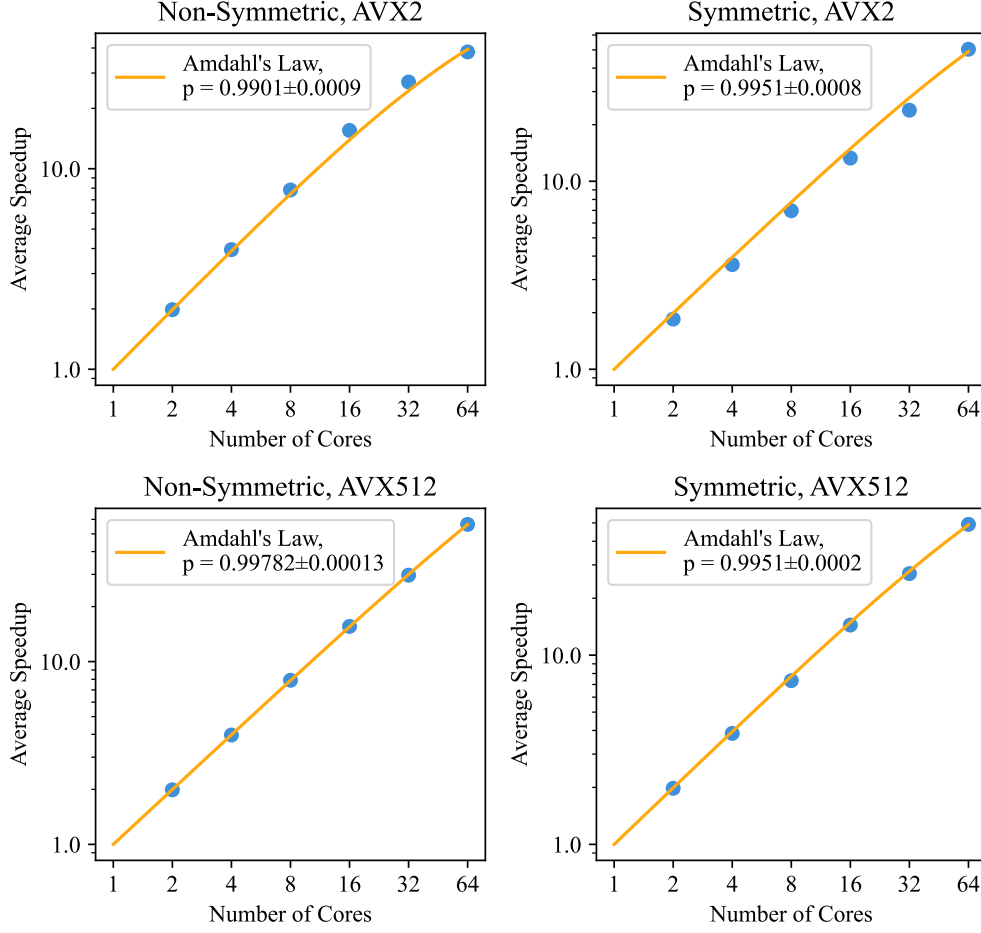 Non-Symmetric, AVX2
Amdahl's Law,
p = 0.9901±0.0009
10.0
1.0
Average Speedup
1 2 4 8 16 32 64
Number of Cores
Symmetric, AVX2
Amdahl's Law,
p = 0.9951±0.0008
10.0
1.0
Average Speedup
1 2 4 8 16 32 64
Number of Cores
Non-Symmetric, AVX512
Amdahl's Law,
p = 0.99782±0.00013
10.0
1.0
Average Speedup
1 2 4 8 16 32 64
Number of Cores
Symmetric, AVX512
Amdahl's Law,
p = 0.9951±0.0002
10.0
1.0
Average Speedup
1 2 4 8 16 32 64
Number of Cores